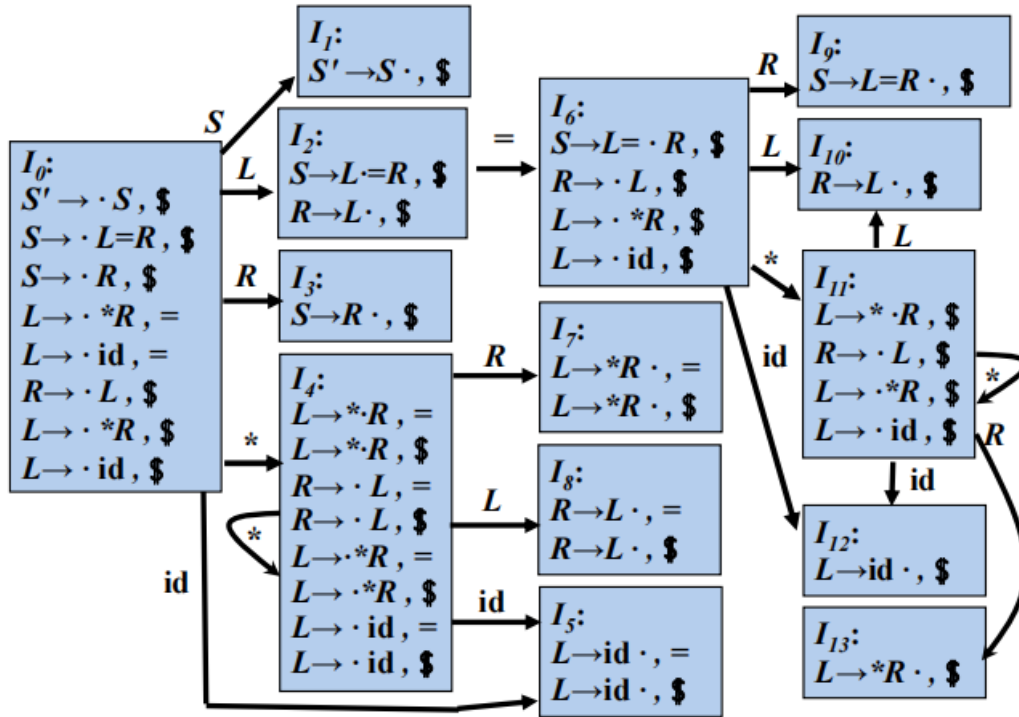 I0:
S' → · S , $
S → · L=R , $
S → · R , $
L → · *R , =
L → · id , =
R → · L , $
L → · *R , $
L → · id , $
S
L
R
*
*
id
I1:
S' → S · , $
I2:
S → L·=R , $
R → L · , $
I3:
S → R · , $
I4:
L → *·R , =
L → *·R , $
R → · L , =
R → · L , $
L → ·*R , =
L → ·*R , $
L → · id , =
L → · id , $
=
R
L
id
I6:
S → L= · R , $
R → · L , $
L → · *R , $
L → · id , $
I7:
L → *R · , =
L → *R · , $
I8:
R → L · , =
R → L · , $
I5:
L → id · , =
L → id · , $
R
L
*
id
I9:
S → L=R · , $
I10:
R → L · , $
L
I11:
L → * ·R , $
R → · L , $
L → ·*R , $
L → · id , $
*
R
id
I12:
L → id · , $
I13:
L → *R · , $